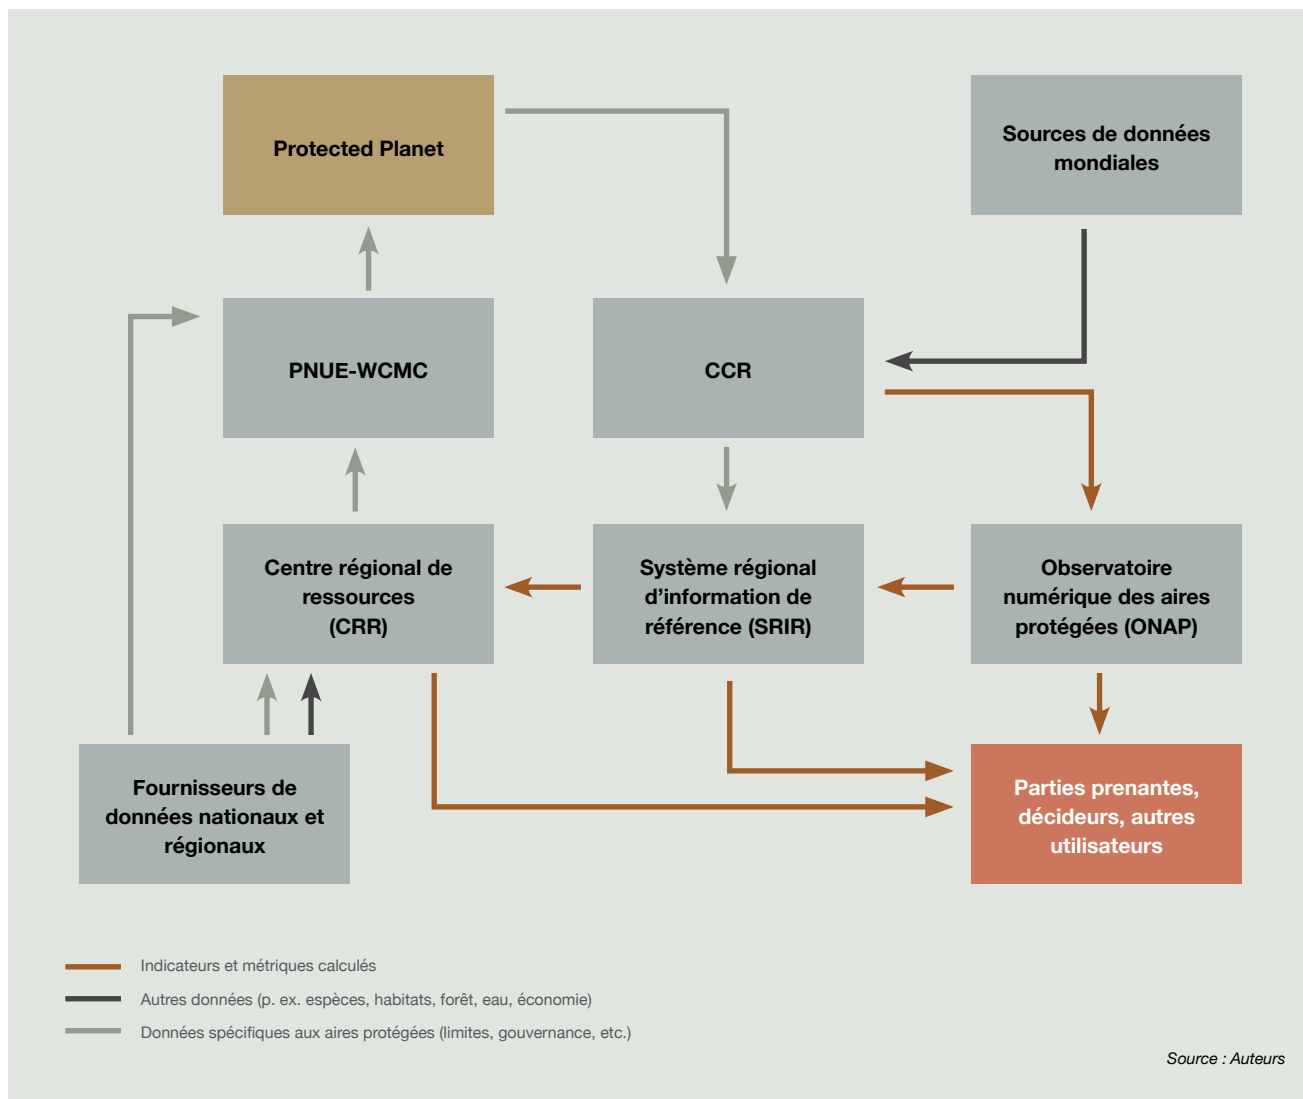 Protected Planet
Sources de données
mondiales
PNUE-WCMC
CCR
Centre régional de
ressources
(CRR)
Système régional
d’information de
référence (SRIR)
Observatoire
numérique des aires
protégées (ONAP)
Fournisseurs de
données nationaux et
régionaux
Parties prenantes,
décideurs, autres
utilisateurs
Indicateurs et métriques calculés
Autres données (p. ex. espèces, habitats, forêt, eau, économie)
Données spécifiques aux aires protégées (limites, gouvernance, etc.)
Source : Auteurs